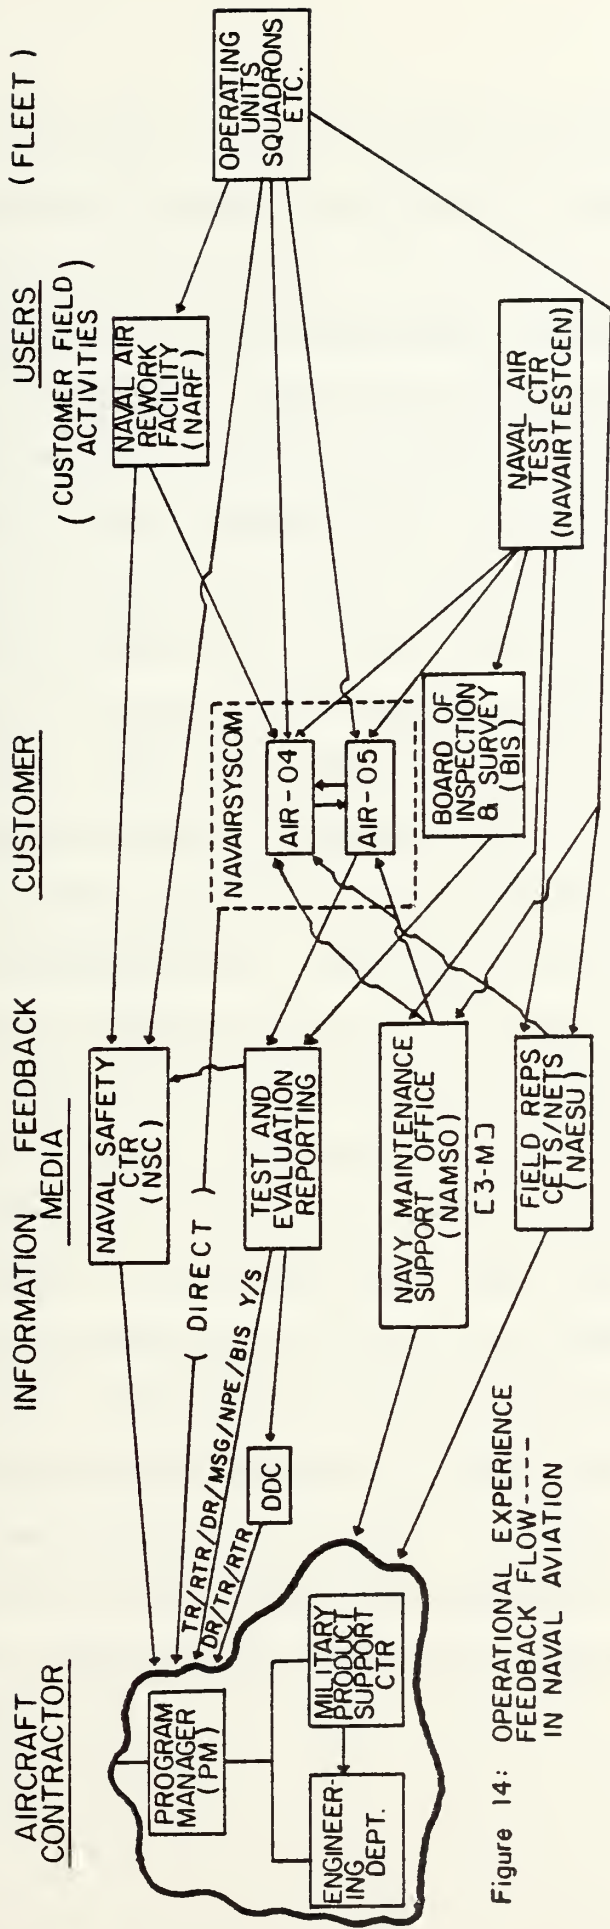 AIRCRAFT
CONTRACTOR
INFORMATION FEEDBACK
MEDIA
CUSTOMER
USERS
(CUSTOMER FIELD
ACTIVITIES)
(FLEET)
PROGRAM
MANAGER
(PM)
ENGINEER-
ING
DEPT.
MILITARY
PRODUCT
SUPPORT
CTR
NAVAL SAFETY
CTR
(NSC)
(DIRECT)
TR/RTR/DR/MSG/NPE/BIS Y/S
DR/TR/RTR
DDC
TEST AND
EVALUATION
REPORTING
NAVY MAINTENANCE
SUPPORT OFFICE
(NAMSO)
[3-M]
FIELD REPS
CETS/NETS
(NAESU)
NAVAIRSYSCOM
AIR-04
AIR-05
BOARD OF
INSPECTION
& SURVEY
(BIS)
NAVAL AIR
REWORK
FACILITY
(NARF)
NAVAL AIR
TEST CTR
(NAVAIRTESTCEN)
OPERATING
UNITS
SQUADRONS
ETC.
Figure 14: OPERATIONAL EXPERIENCE
FEEDBACK FLOW----
IN NAVAL AVIATION